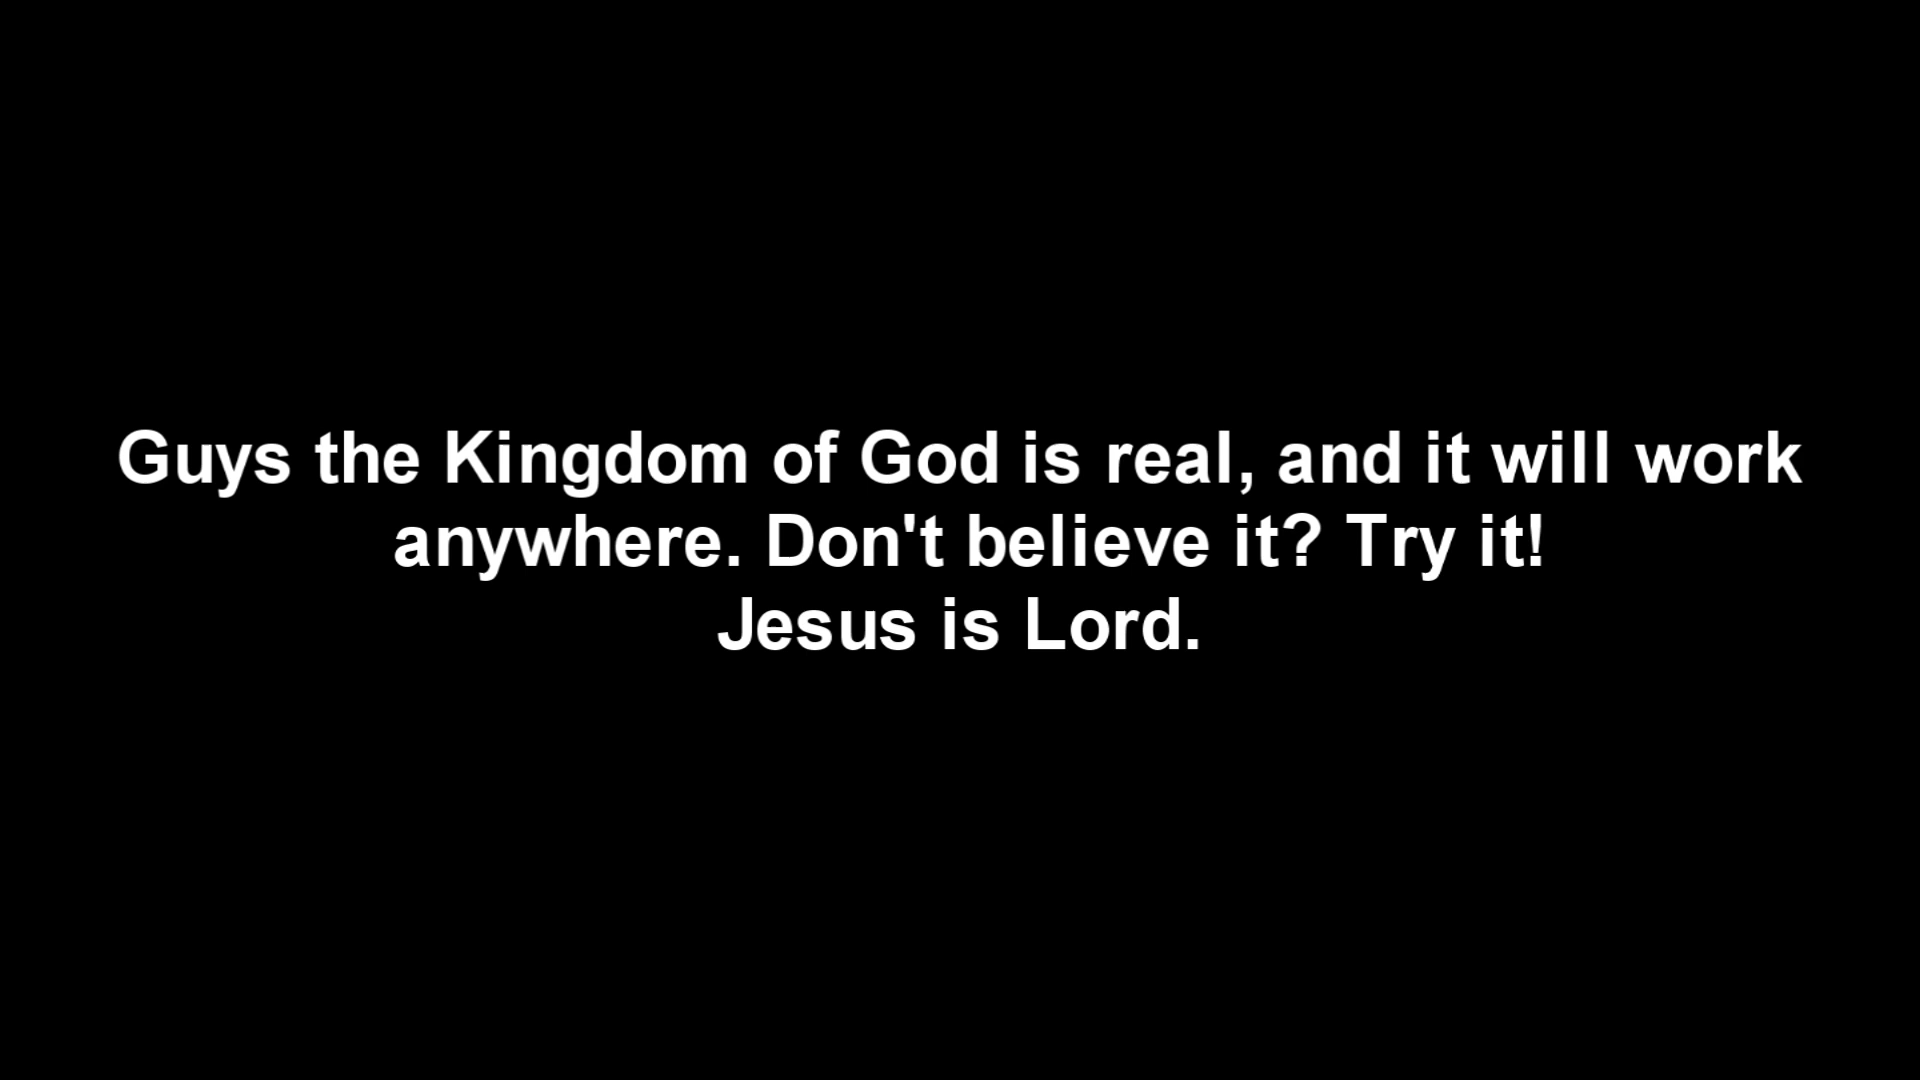 Guys the Kingdom of God is real, and it will work
anywhere. Don't believe it? Try it!
Jesus is Lord.